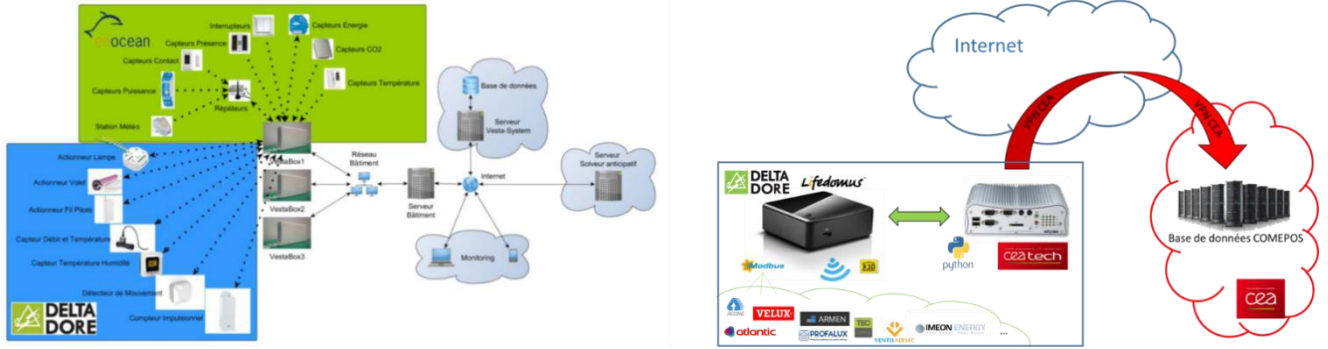 enocean
Interrupteurs
Capteurs Energie
Capteurs Présence
Capteurs CO2
Capteurs Contact
Capteurs Température
Capteurs Puissance
Répéteurs
Station Météo
Actionneur Lampe
Actionneur Volet
Actionneur Fil Pilote
Capteur Débit et Température
Capteur Température Humidité
Détecteur de Mouvement
Compteur Impulsionnel
DELTA
DORE
VestaBox1
VestaBox2
VestaBox3
Réseau
Bâtiment
Serveur
Bâtiment
Base de données
Serveur
Vesta-System
Internet
Serveur
Solveur anticipatif
Monitoring
Internet
VPN CEA
VPN CEA
DELTA
DORE
Lifedomus
Modbus
X3D
python
ceatech
VELUX
ARMEN
atlantic
PROFALUX
TEC
IMEON ENERGY
...
Base de données COMEPOS
cea